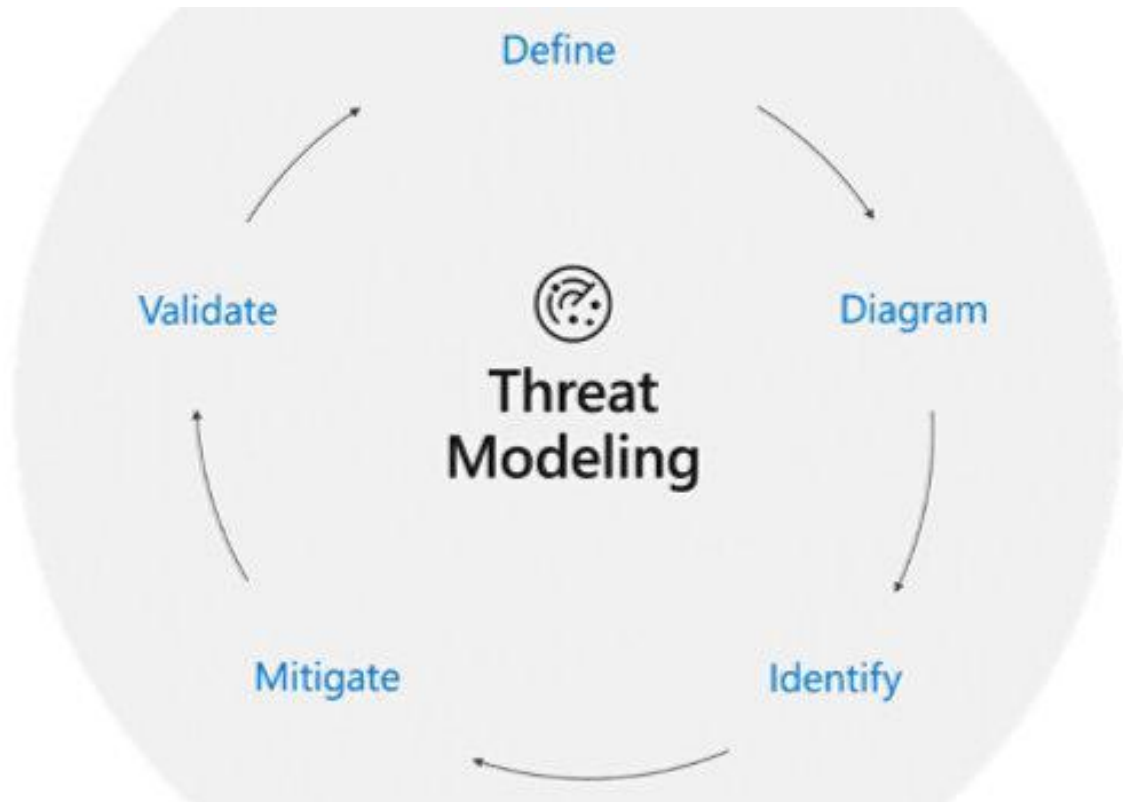 Define
Validate
Diagram
Threat
Modeling
Mitigate
Identify